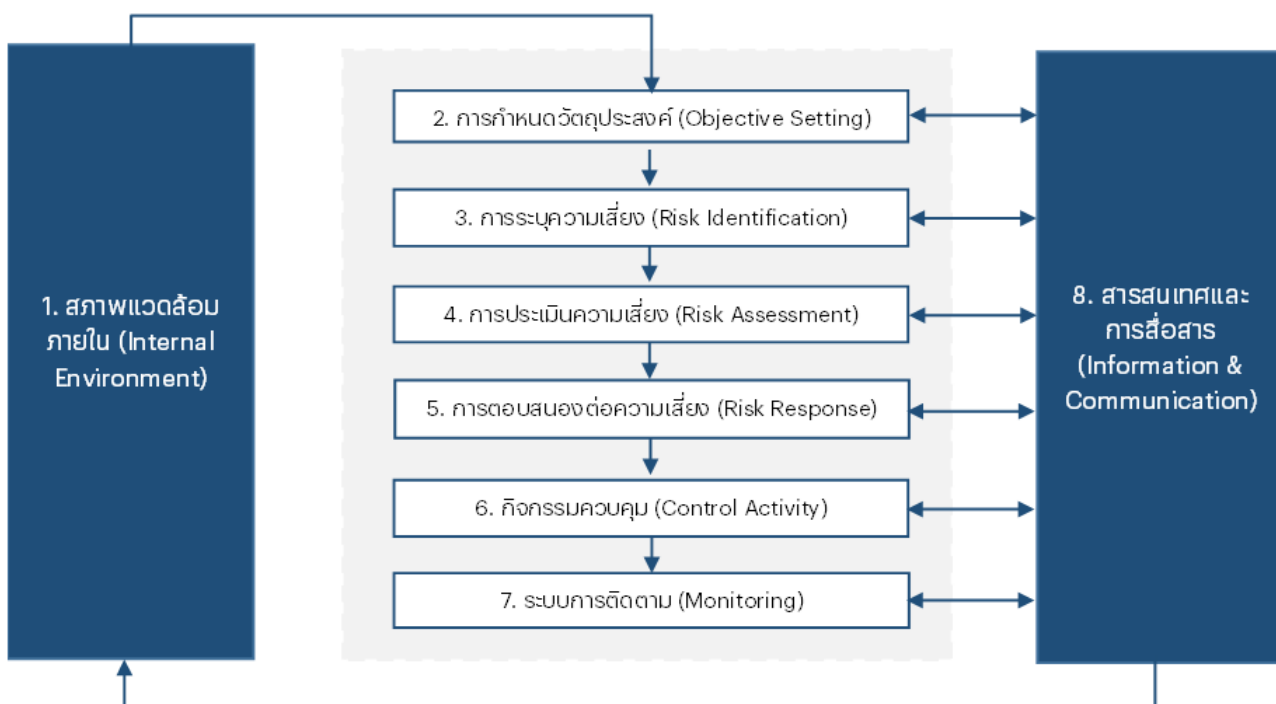 1. สภาพแวดล้อม
ภายใน (Internal
Environment)
2. การกำหนดวัตถุประสงค์ (Objective Setting)
3. การระบุความเสี่ยง (Risk Identification)
4. การประเมินความเสี่ยง (Risk Assessment)
5. การตอบสนองต่อความเสี่ยง (Risk Response)
6. กิจกรรมควบคุม (Control Activity)
7. ระบบการติดตาม (Monitoring)
8. สารสนเทศและ
การสื่อสาร
(Information &
Communication)